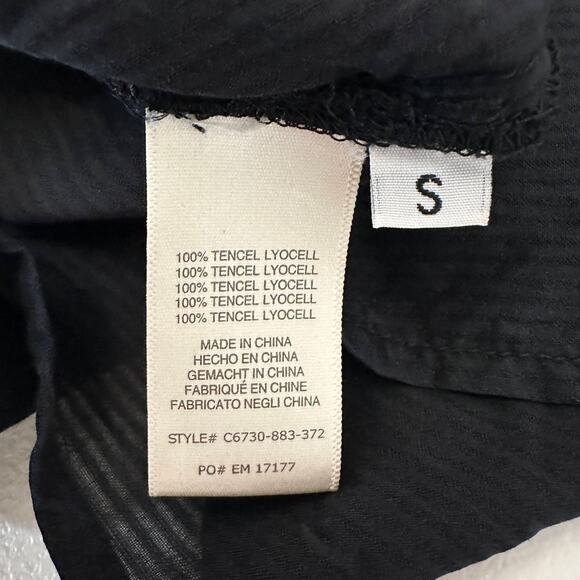 S
100% TENCEL LYOCELL
100% TENCEL LYOCELL
100% TENCEL LYOCELL
100% TENCEL LYOCELL
100% TENCEL LYOCELL
MADE IN CHINA
HECHO EN CHINA
GEMACHT IN CHINA
FABRIQUÉ EN CHINE
FABRICATO NEGLI CHINA
STYLE# C6730-883-372
PO# EM 17177